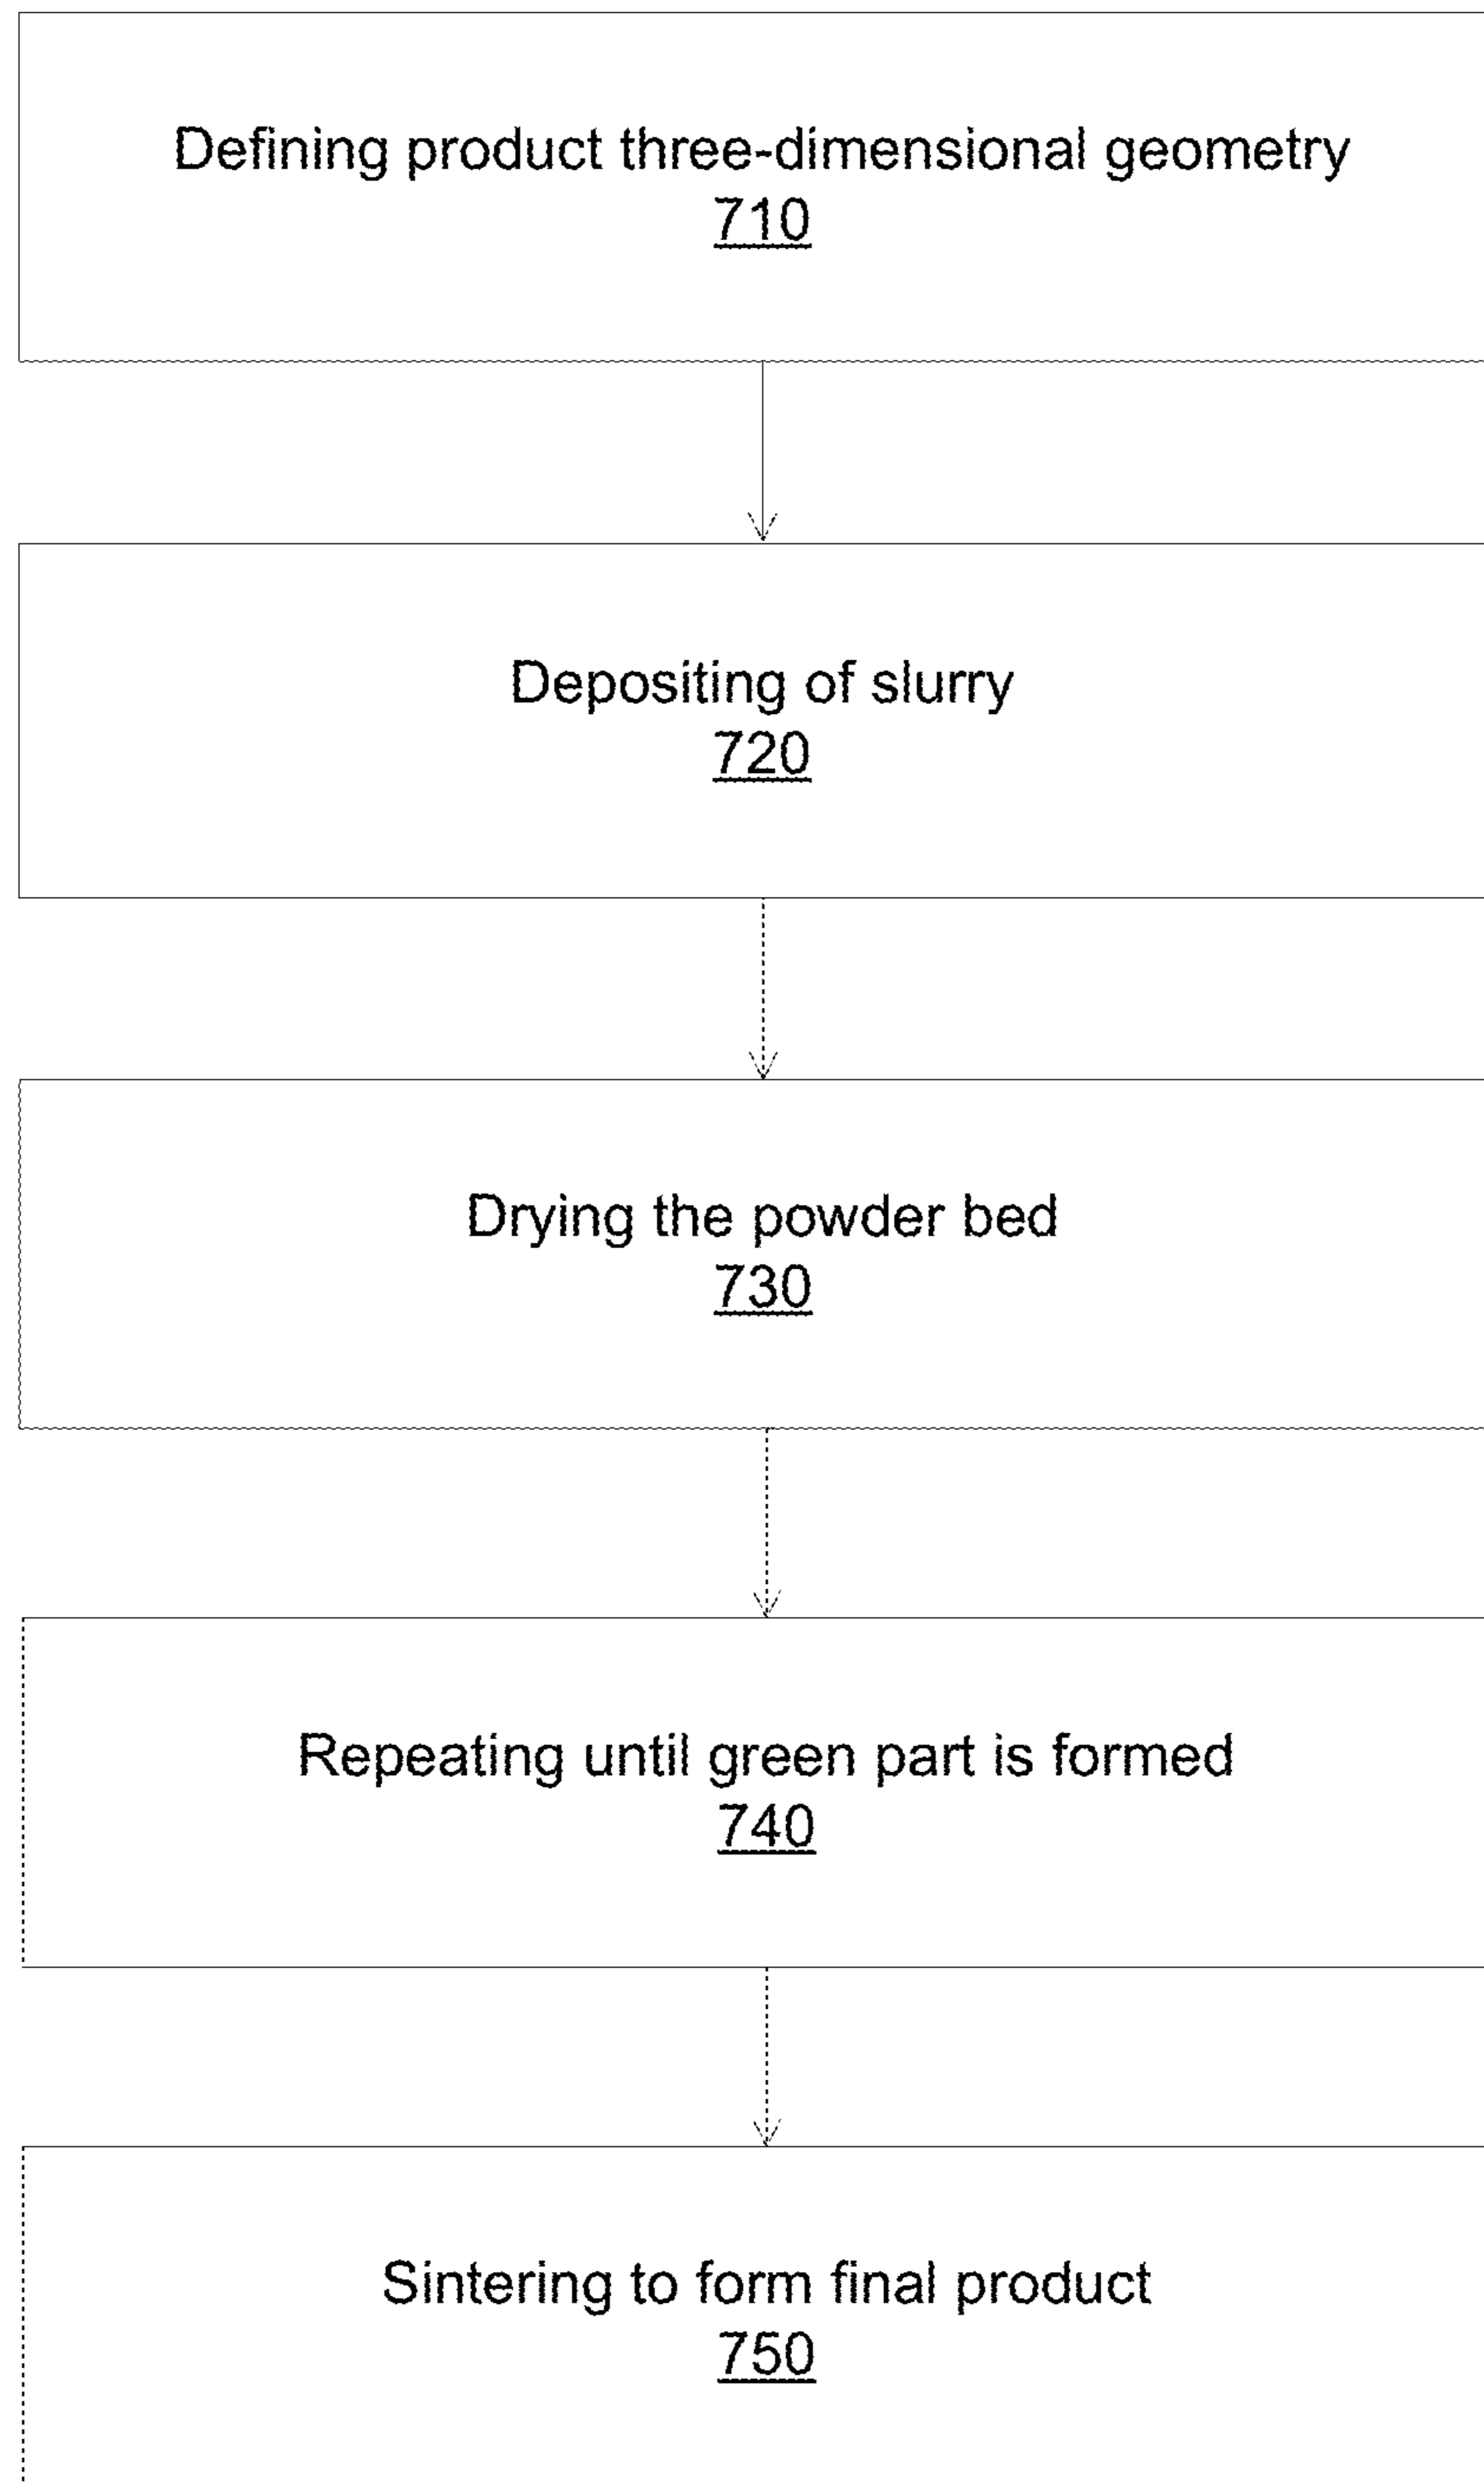 Defining product three-dimensional geometry
710
Depositing of slurry
720
Drying the powder bed
730
Repeating until green part is formed
740
Sintering to form final product
750